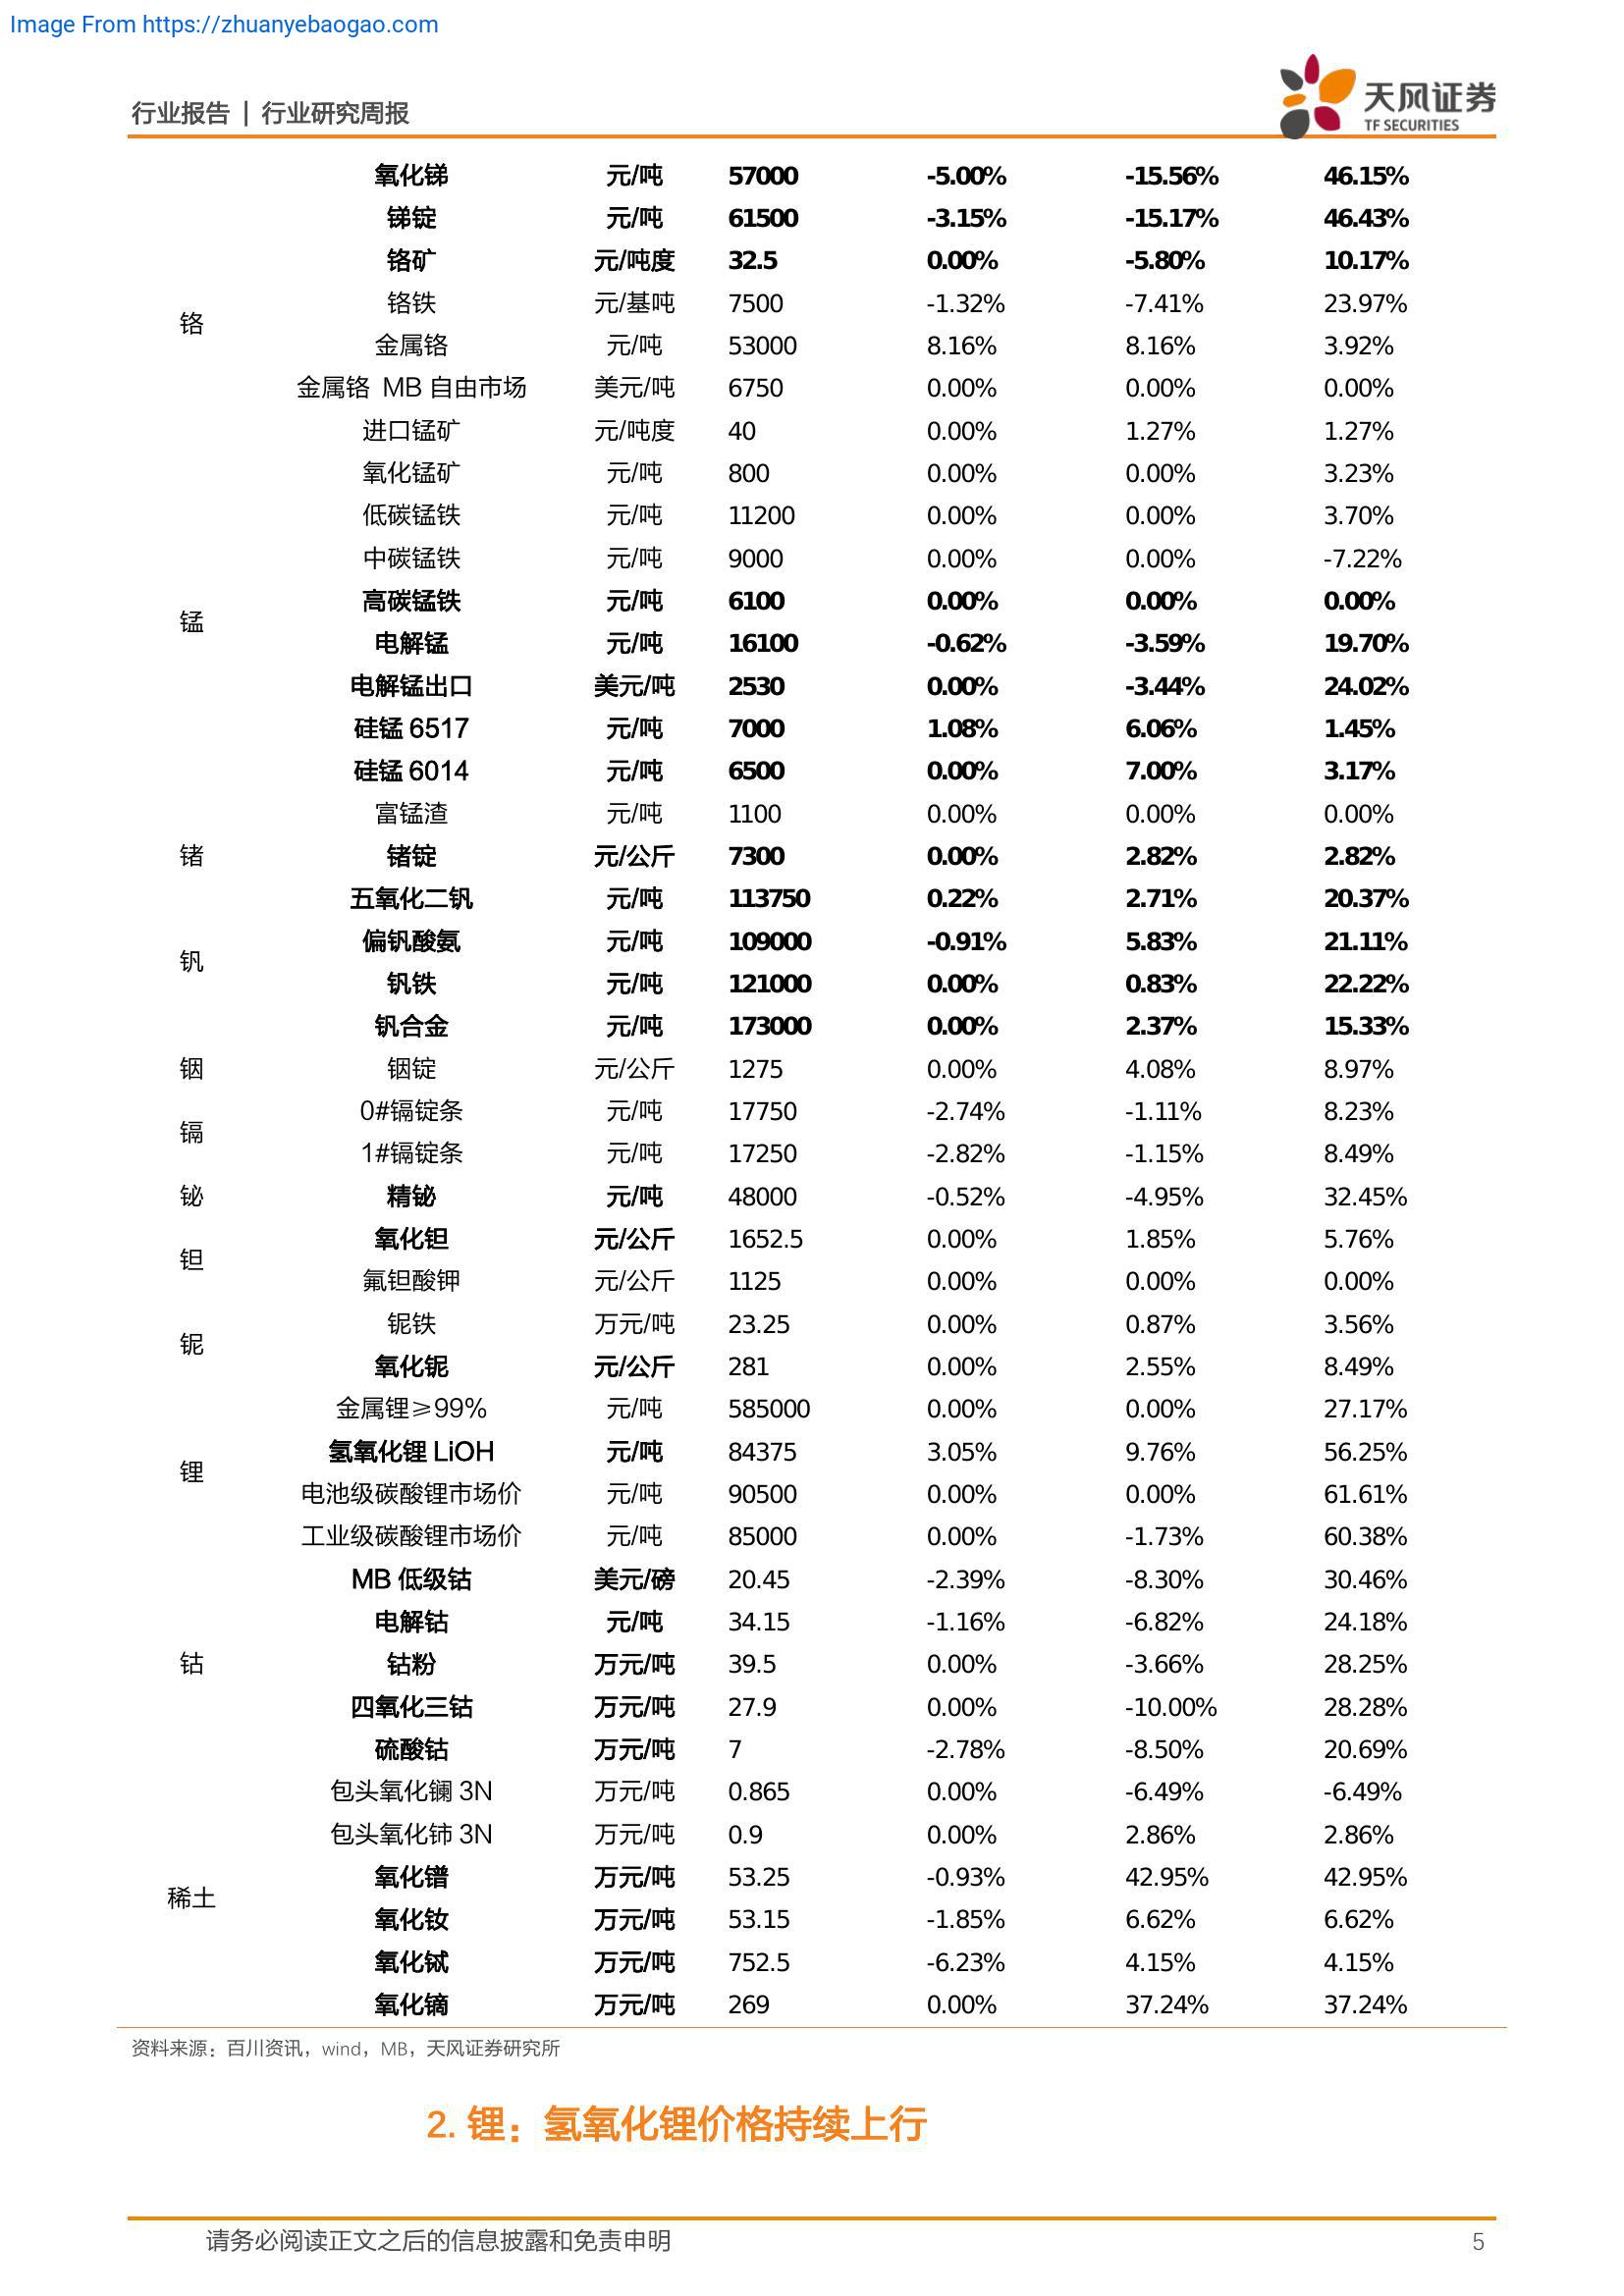 Image From https://zhuanyebaogao.com
行业报告 | 行业研究周报
天风证券
TF SECURITIES
氧化锑 元/吨 57000 -5.00% -15.56% 46.15%
锑锭 元/吨 61500 -3.15% -15.17% 46.43%
铬矿 元/吨度 32.5 0.00% -5.80% 10.17%
铬铁 元/基吨 7500 -1.32% -7.41% 23.97%
铬
金属铬 元/吨 53000 8.16% 8.16% 3.92%
金属铬 MB 自由市场 美元/吨 6750 0.00% 0.00% 0.00%
进口锰矿 元/吨度 40 0.00% 1.27% 1.27%
氧化锰矿 元/吨 800 0.00% 0.00% 3.23%
低碳锰铁 元/吨 11200 0.00% 0.00% 3.70%
中碳锰铁 元/吨 9000 0.00% 0.00% -7.22%
高碳锰铁 元/吨 6100 0.00% 0.00% 0.00%
锰
电解锰 元/吨 16100 -0.62% -3.59% 19.70%
电解锰出口 美元/吨 2530 0.00% -3.44% 24.02%
硅锰 6517 元/吨 7000 1.08% 6.06% 1.45%
硅锰 6014 元/吨 6500 0.00% 7.00% 3.17%
富锰渣 元/吨 1100 0.00% 0.00% 0.00%
锗 锗锭 元/公斤 7300 0.00% 2.82% 2.82%
五氧化二钒 元/吨 113750 0.22% 2.71% 20.37%
偏钒酸氨 元/吨 109000 -0.91% 5.83% 21.11%
钒
钒铁 元/吨 121000 0.00% 0.83% 22.22%
钒合金 元/吨 173000 0.00% 2.37% 15.33%
铟 铟锭 元/公斤 1275 0.00% 4.08% 8.97%
0#镉锭条 元/吨 17750 -2.74% -1.11% 8.23%
镉
1#镉锭条 元/吨 17250 -2.82% -1.15% 8.49%
铋 精铋 元/吨 48000 -0.52% -4.95% 32.45%
氧化钽 元/公斤 1652.5 0.00% 1.85% 5.76%
钽
氟钽酸钾 元/公斤 1125 0.00% 0.00% 0.00%
铌铁 万元/吨 23.25 0.00% 0.87% 3.56%
铌
氧化铌 元/公斤 281 0.00% 2.55% 8.49%
金属锂≥99% 元/吨 585000 0.00% 0.00% 27.17%
氢氧化锂 LiOH 元/吨 84375 3.05% 9.76% 56.25%
锂
电池级碳酸锂市场价 元/吨 90500 0.00% 0.00% 61.61%
工业级碳酸锂市场价 元/吨 85000 0.00% -1.73% 60.38%
MB 低级钴 美元/磅 20.45 -2.39% -8.30% 30.46%
电解钴 元/吨 34.15 -1.16% -6.82% 24.18%
钴 钴粉 万元/吨 39.5 0.00% -3.66% 28.25%
四氧化三钴 万元/吨 27.9 0.00% -10.00% 28.28%
硫酸钴 万元/吨 7 -2.78% -8.50% 20.69%
包头氧化镧 3N 万元/吨 0.865 0.00% -6.49% -6.49%
包头氧化铈 3N 万元/吨 0.9 0.00% 2.86% 2.86%
氧化镨 万元/吨 53.25 -0.93% 42.95% 42.95%
稀土
氧化钕 万元/吨 53.15 -1.85% 6.62% 6.62%
氧化铽 万元/吨 752.5 -6.23% 4.15% 4.15%
氧化镝 万元/吨 269 0.00% 37.24% 37.24%
资料来源：百川资讯，wind，MB，天风证券研究所
2. 锂：氢氧化锂价格持续上行
请务必阅读正文之后的信息披露和免责申明 5